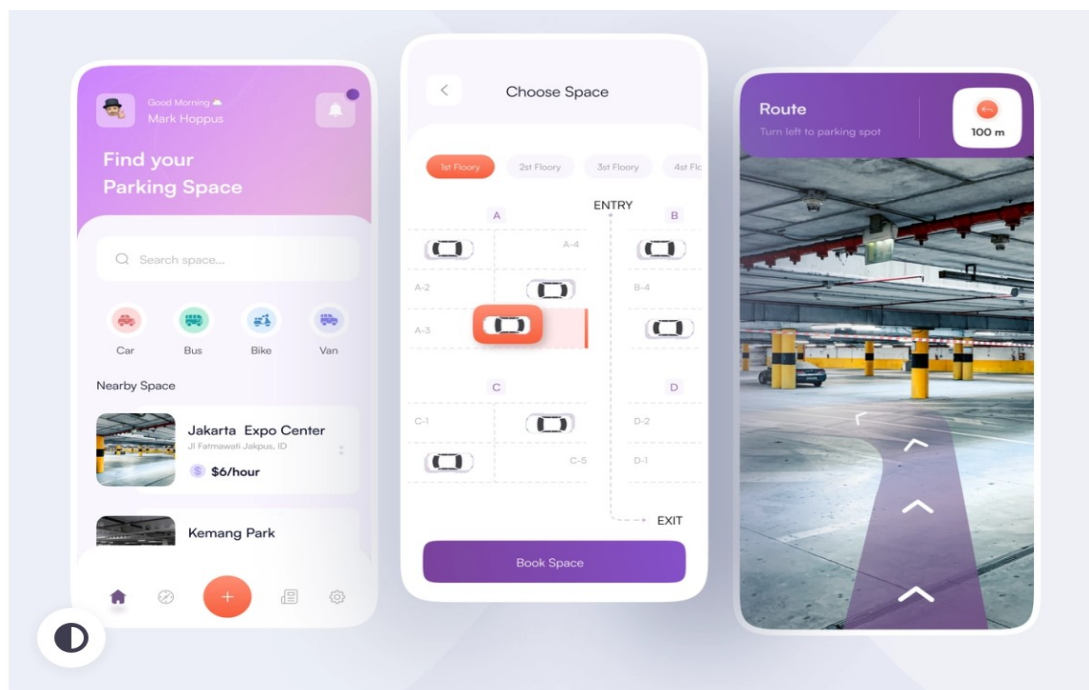 Good Morning
Mark Hoppus
Find your
Parking Space
Search space...
Car
Bus
Bike
Van
Nearby Space
Jakarta Expo Center
Jl Fatmawati Jakpus, ID
$ $6/hour
Kemang Park
Choose Space
1st Floory
2st Floory
3st Floory
4st Flo
ENTRY
A
B
A-4
A-2
B-4
A-3
C
D
C-1
D-2
C-5
D-1
EXIT
Book Space
Route
Turn left to parking spot
100 m